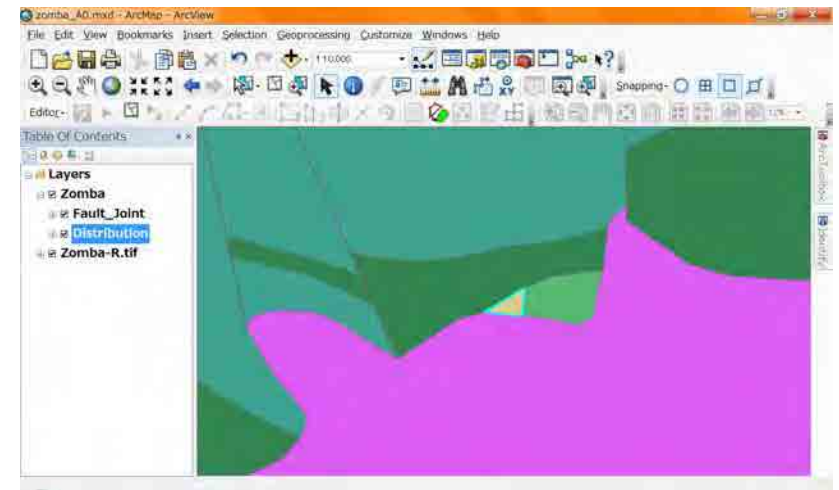 zomba_A0.mxd - ArcMap - ArcView
File Edit View Bookmarks Insert Selection Geoprocessing Customize Windows Help
1:10,000
Snapping-
Editor-
Table Of Contents
Layers
Zomba
Fault_Joint
Distribution
Zomba-R.tif
ArcToolbox
Identify